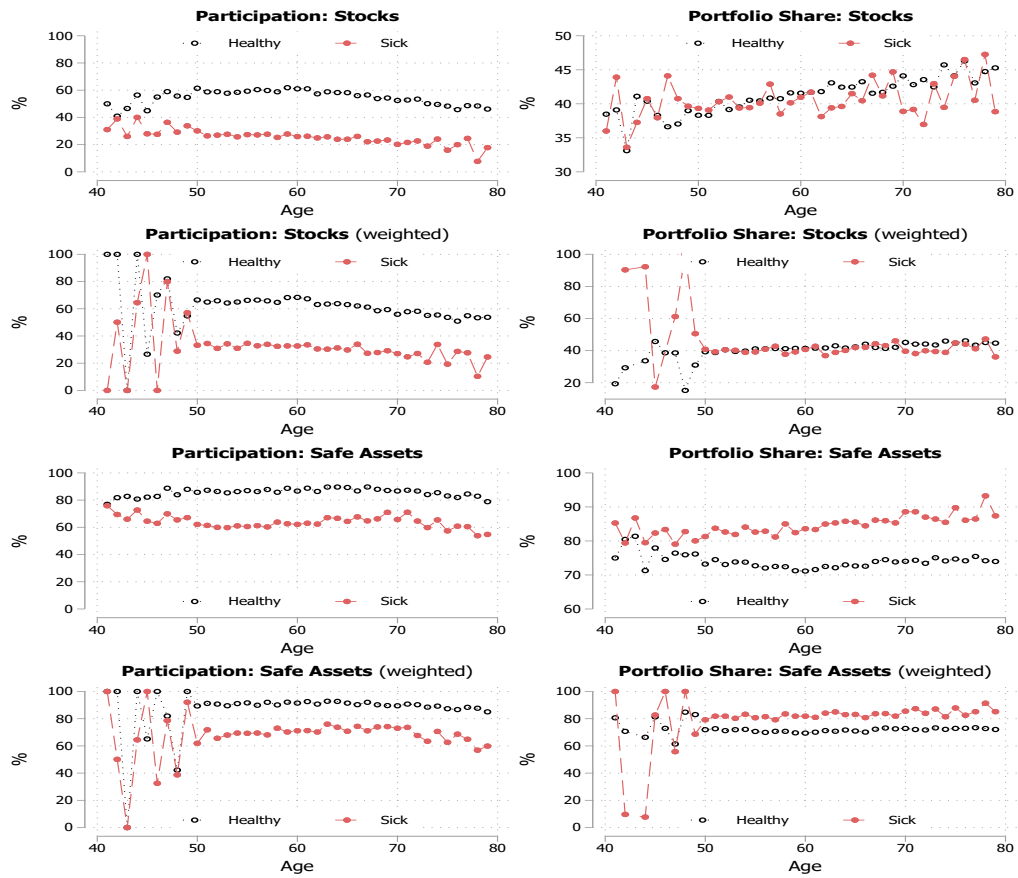 Participation: Stocks
100
80
60
40
20
0
%
Healthy
Sick
40
50
60
70
80
Age
Portfolio Share: Stocks
50
45
40
35
30
%
Healthy
Sick
40
50
60
70
80
Age
Participation: Stocks (weighted)
100
80
60
40
20
0
%
Healthy
Sick
40
50
60
70
80
Age
Portfolio Share: Stocks (weighted)
100
80
60
40
20
%
Healthy
Sick
40
50
60
70
80
Age
Participation: Safe Assets
100
80
60
40
20
0
%
Healthy
Sick
40
50
60
70
80
Age
Portfolio Share: Safe Assets
100
90
80
70
60
%
Healthy
Sick
40
50
60
70
80
Age
Participation: Safe Assets (weighted)
100
80
60
40
20
0
%
Healthy
Sick
40
50
60
70
80
Age
Portfolio Share: Safe Assets (weighted)
100
80
60
40
20
0
%
Healthy
Sick
40
50
60
70
80
Age